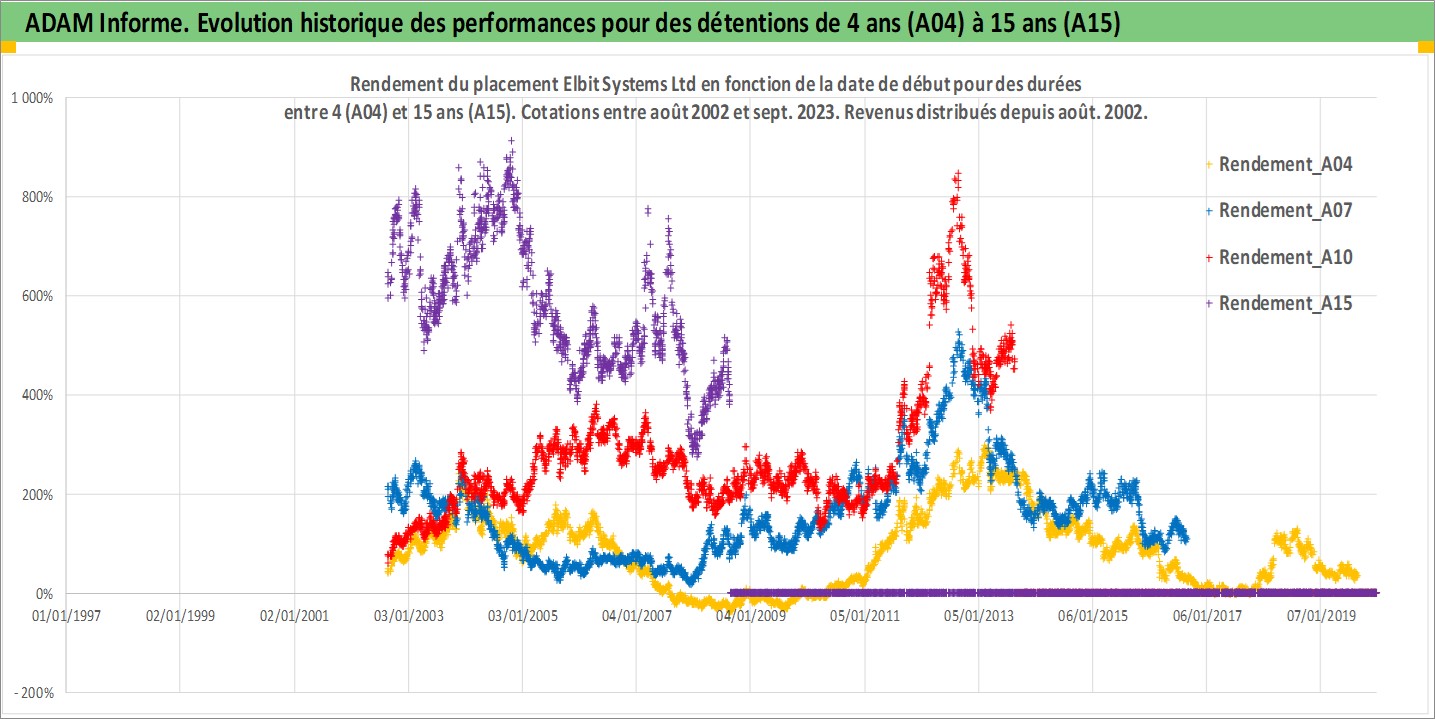 ADAM Informe. Evolution historique des performances pour des détentions de 4 ans (A04) à 15 ans (A15)
Rendement du placement Elbit Systems Ltd en fonction de la date de début pour des durées
entre 4 (A04) et 15 ans (A15). Cotations entre août 2002 et sept. 2023. Revenus distribués depuis août. 2002.
1 000%
800%
600%
400%
200%
0%
-200%
01/01/1997
02/01/1999
02/01/2001
03/01/2003
03/01/2005
04/01/2007
04/01/2009
05/01/2011
05/01/2013
06/01/2015
06/01/2017
07/01/2019
Rendement_A04
Rendement_A07
Rendement_A10
Rendement_A15